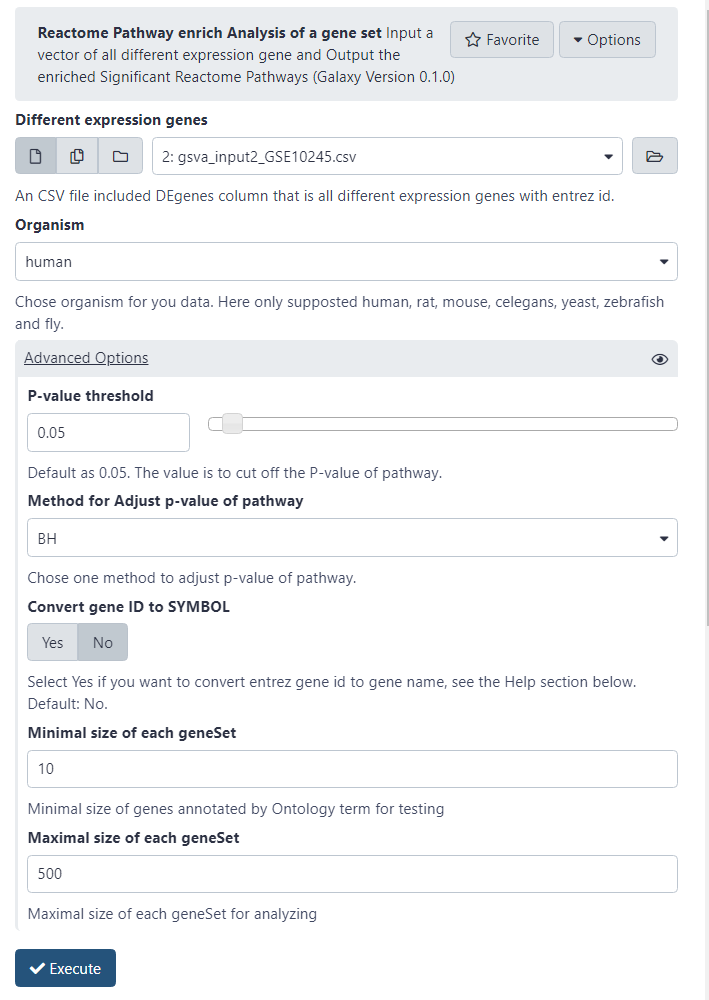 Reactome Pathway enrich Analysis of a gene set Input a
vector of all different expression gene and Output the
enriched Significant Reactome Pathways (Galaxy Version 0.1.0)
Favorite
Options
Different expression genes
2: gsva_input2_GSE10245.csv
An CSV file included DEgenes column that is all different expression genes with entrez id.
Organism
human
Chose organism for you data. Here only supposted human, rat, mouse, celegans, yeast, zebrafish
and fly.
Advanced Options
P-value threshold
0.05
Default as 0.05. The value is to cut off the P-value of pathway.
Method for Adjust p-value of pathway
BH
Chose one method to adjust p-value of pathway.
Convert gene ID to SYMBOL
Yes No
Select Yes if you want to convert entrez gene id to gene name, see the Help section below.
Default: No.
Minimal size of each geneSet
10
Minimal size of genes annotated by Ontology term for testing
Maximal size of each geneSet
500
Maximal size of each geneSet for analyzing
Execute